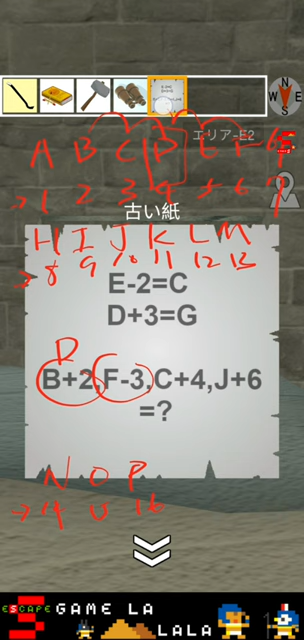 N
W E
S
エリア-E2
A B C D E F G
→ 1 2 3 4 5 6 7
古い紙
H I J K L M
→ 8 9 10 11 12 13
E-2=C
D+3=G
D
B+2,F-3,C+4,J+6
=?
N O P
→ 14 15 16
ESCAPE GAME LA
LALA